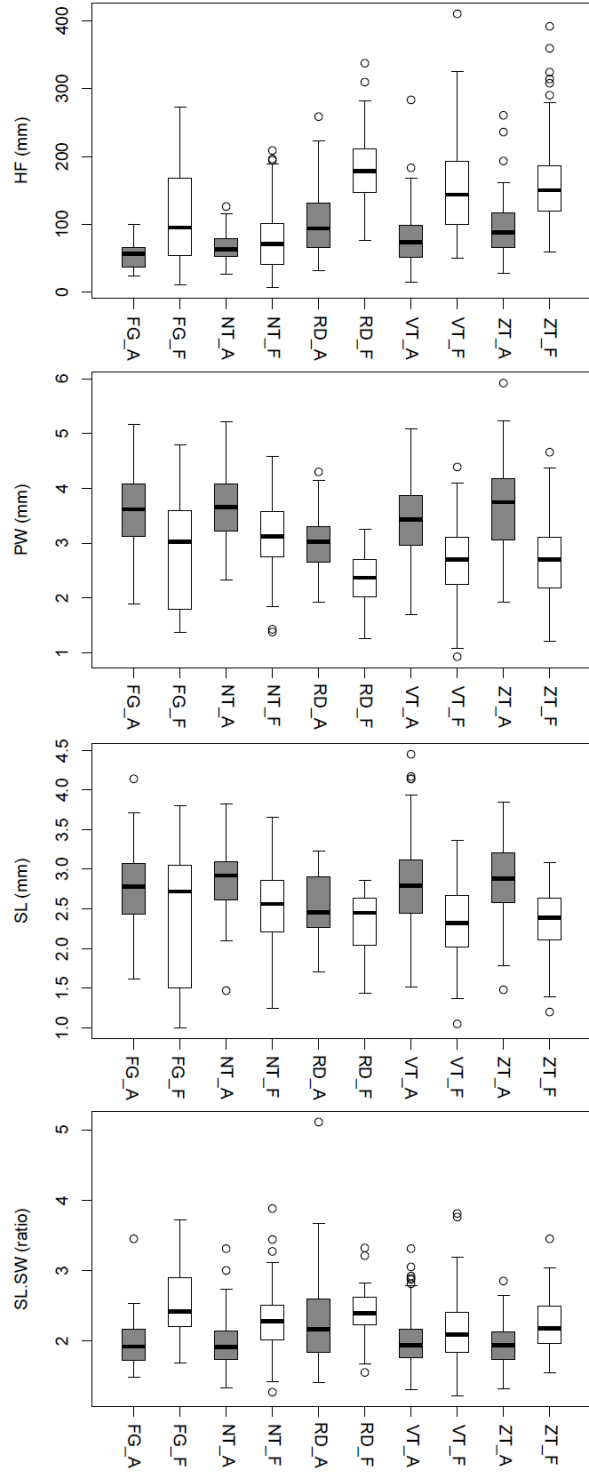 HF (mm)
400
300
200
100
0
FG_A FG_F NT_A NT_F RD_A RD_F VT_A VT_F ZT_A ZT_F
PW (mm)
6
5
4
3
2
1
FG_A FG_F NT_A NT_F RD_A RD_F VT_A VT_F ZT_A ZT_F
SL (mm)
4.5
4.0
3.5
3.0
2.5
2.0
1.5
1.0
FG_A FG_F NT_A NT_F RD_A RD_F VT_A VT_F ZT_A ZT_F
SL.SW (ratio)
5
4
3
2
FG_A FG_F NT_A NT_F RD_A RD_F VT_A VT_F ZT_A ZT_F